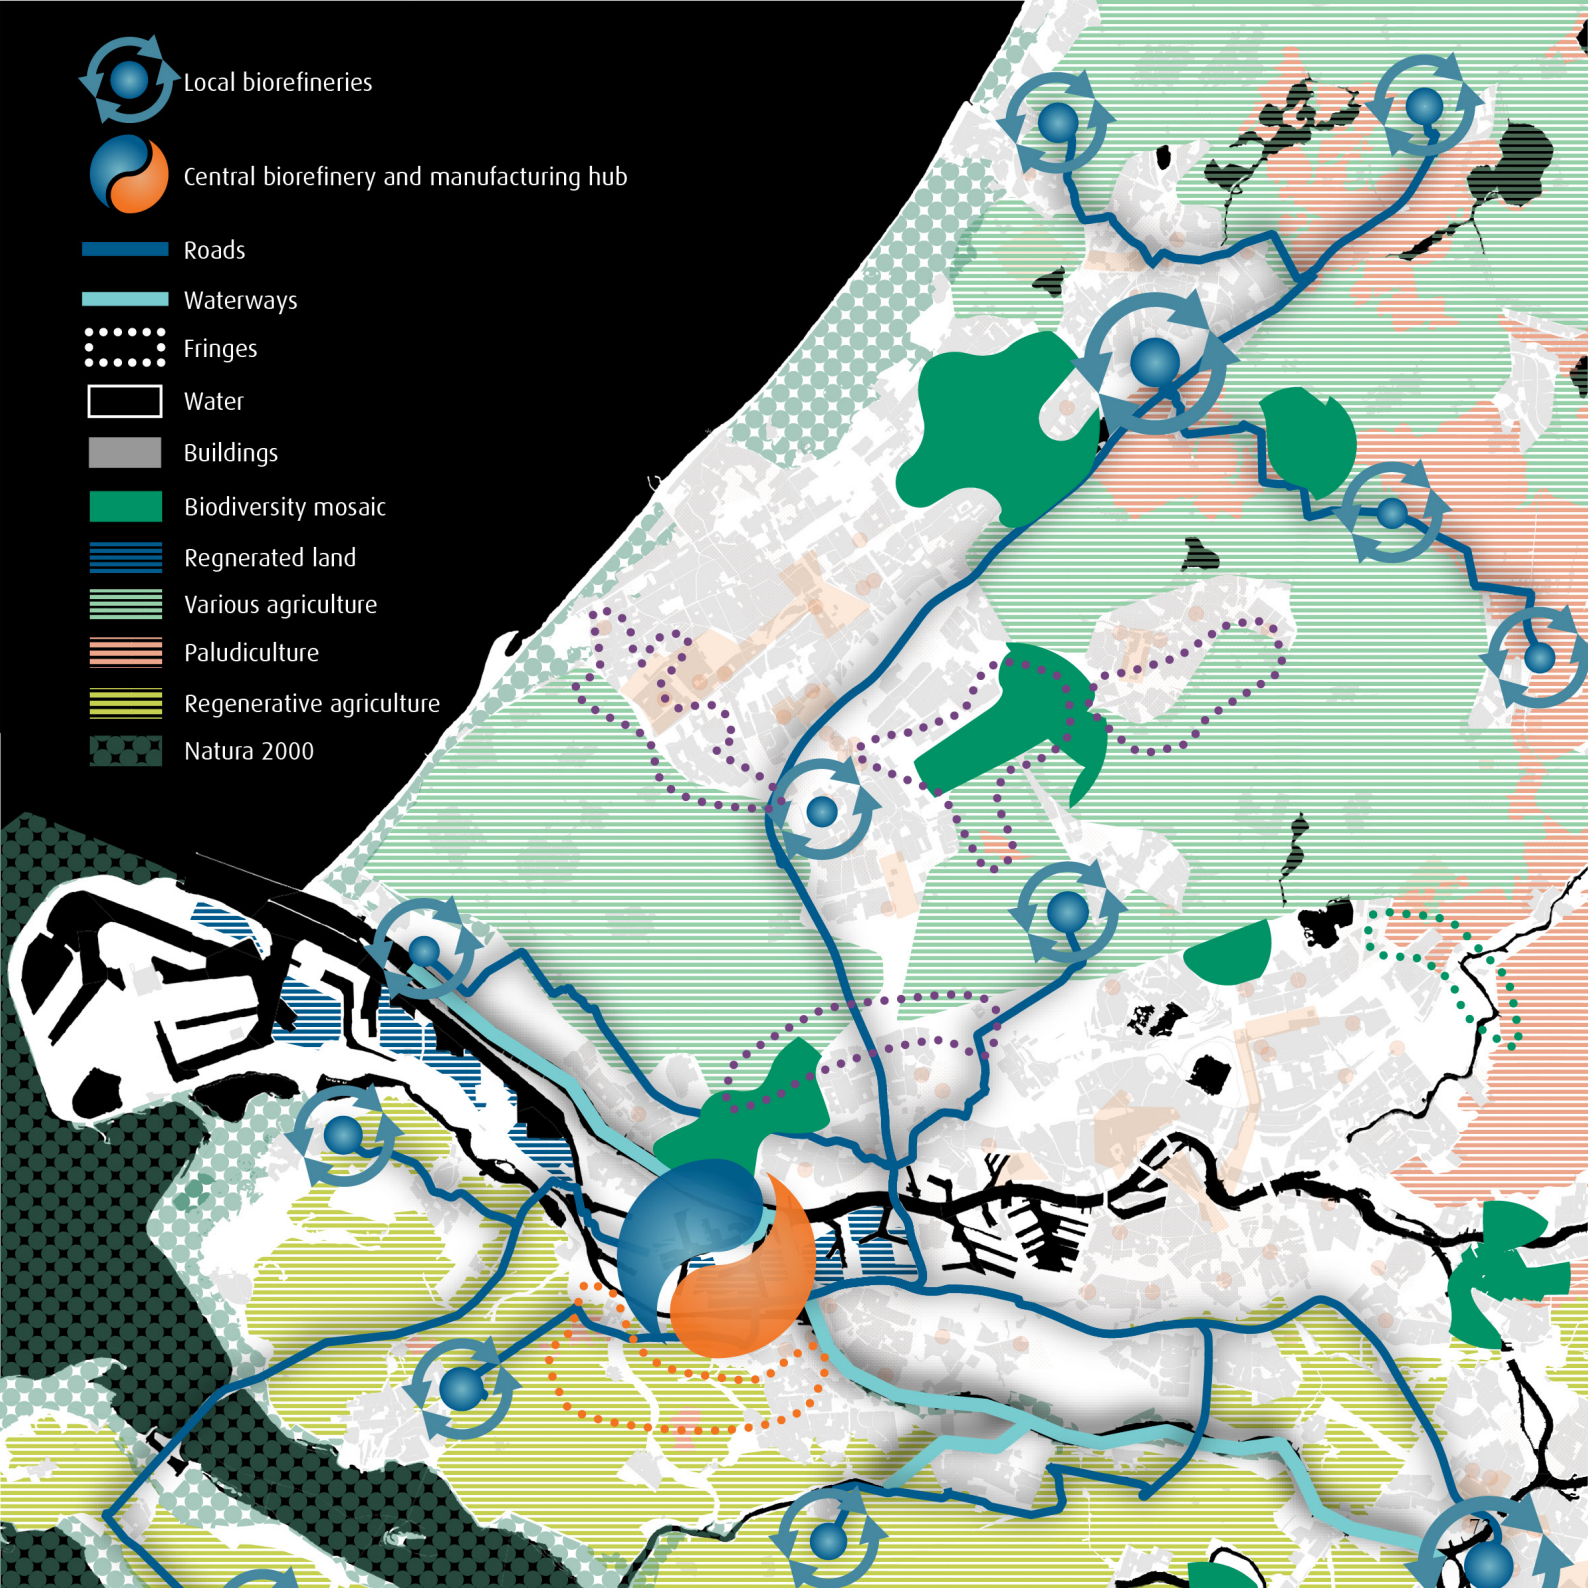 Local biorefineries
Central biorefinery and manufacturing hub
Roads
Waterways
Fringes
Water
Buildings
Biodiversity mosaic
Regnerated land
Various agriculture
Paludiculture
Regenerative agriculture
Natura 2000